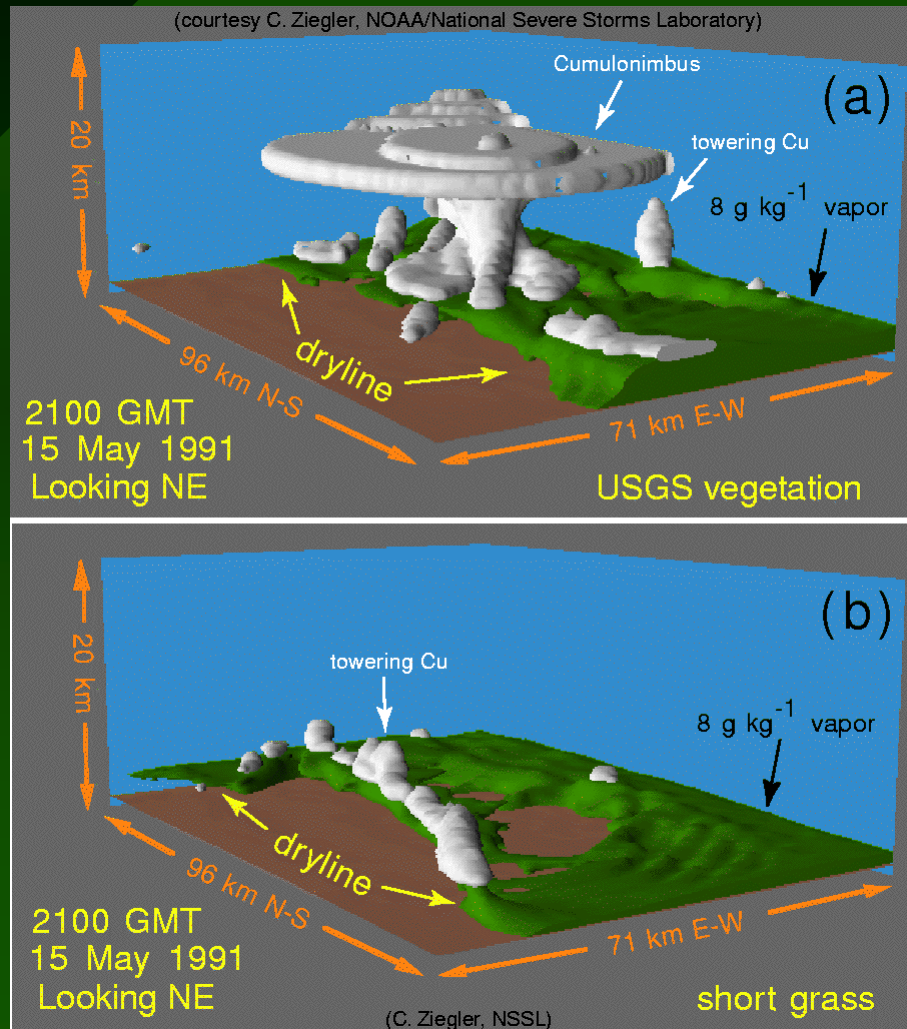 (courtesy C. Ziegler, NOAA/National Severe Storms Laboratory)
Cumulonimbus
(a)
towering Cu
8 g kg⁻¹ vapor
20 km
dryline
96 km N-S
71 km E-W
2100 GMT
15 May 1991
Looking NE
USGS vegetation
(b)
towering Cu
8 g kg⁻¹ vapor
20 km
dryline
96 km N-S
71 km E-W
2100 GMT
15 May 1991
Looking NE
short grass
(C. Ziegler, NSSL)